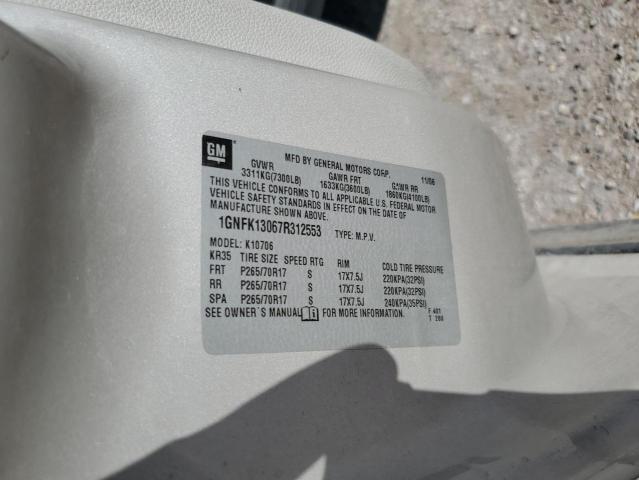 GM
MFD BY GENERAL MOTORS CORP. 11/06
GVWR GAWR FRT GAWR RR
3311KG(7300LB) 1633KG(3600LB) 1860KG(4100LB)
THIS VEHICLE CONFORMS TO ALL APPLICABLE U.S. FEDERAL MOTOR
VEHICLE SAFETY STANDARDS IN EFFECT ON THE DATE OF
MANUFACTURE SHOWN ABOVE.
1GNFK13067R312553 TYPE: M.P.V.
MODEL: K10706
KR35 TIRE SIZE SPEED RTG RIM COLD TIRE PRESSURE
FRT P265/70R17 S 17X7.5J 220KPA(32PSI)
RR P265/70R17 S 17X7.5J 220KPA(32PSI)
SPA P265/70R17 S 17X7.5J 240KPA(35PSI)
SEE OWNER'S MANUAL FOR MORE INFORMATION.